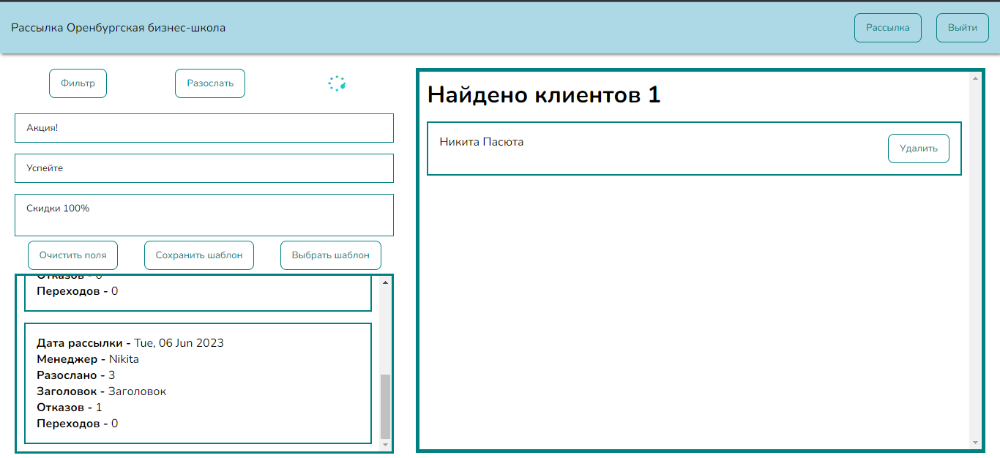 Рассылка Оренбургская бизнес-школа
Рассылка
Выйти
Фильтр
Разослать
Акция!
Успейте
Скидки 100%
Очистить поля
Сохранить шаблон
Выбрать шаблон
Отказов - 0
Переходов - 0
Дата рассылки - Tue, 06 Jun 2023
Менеджер - Nikita
Разослано - 3
Заголовок - Заголовок
Отказов - 1
Переходов - 0
Найдено клиентов 1
Никита Пасюта
Удалить